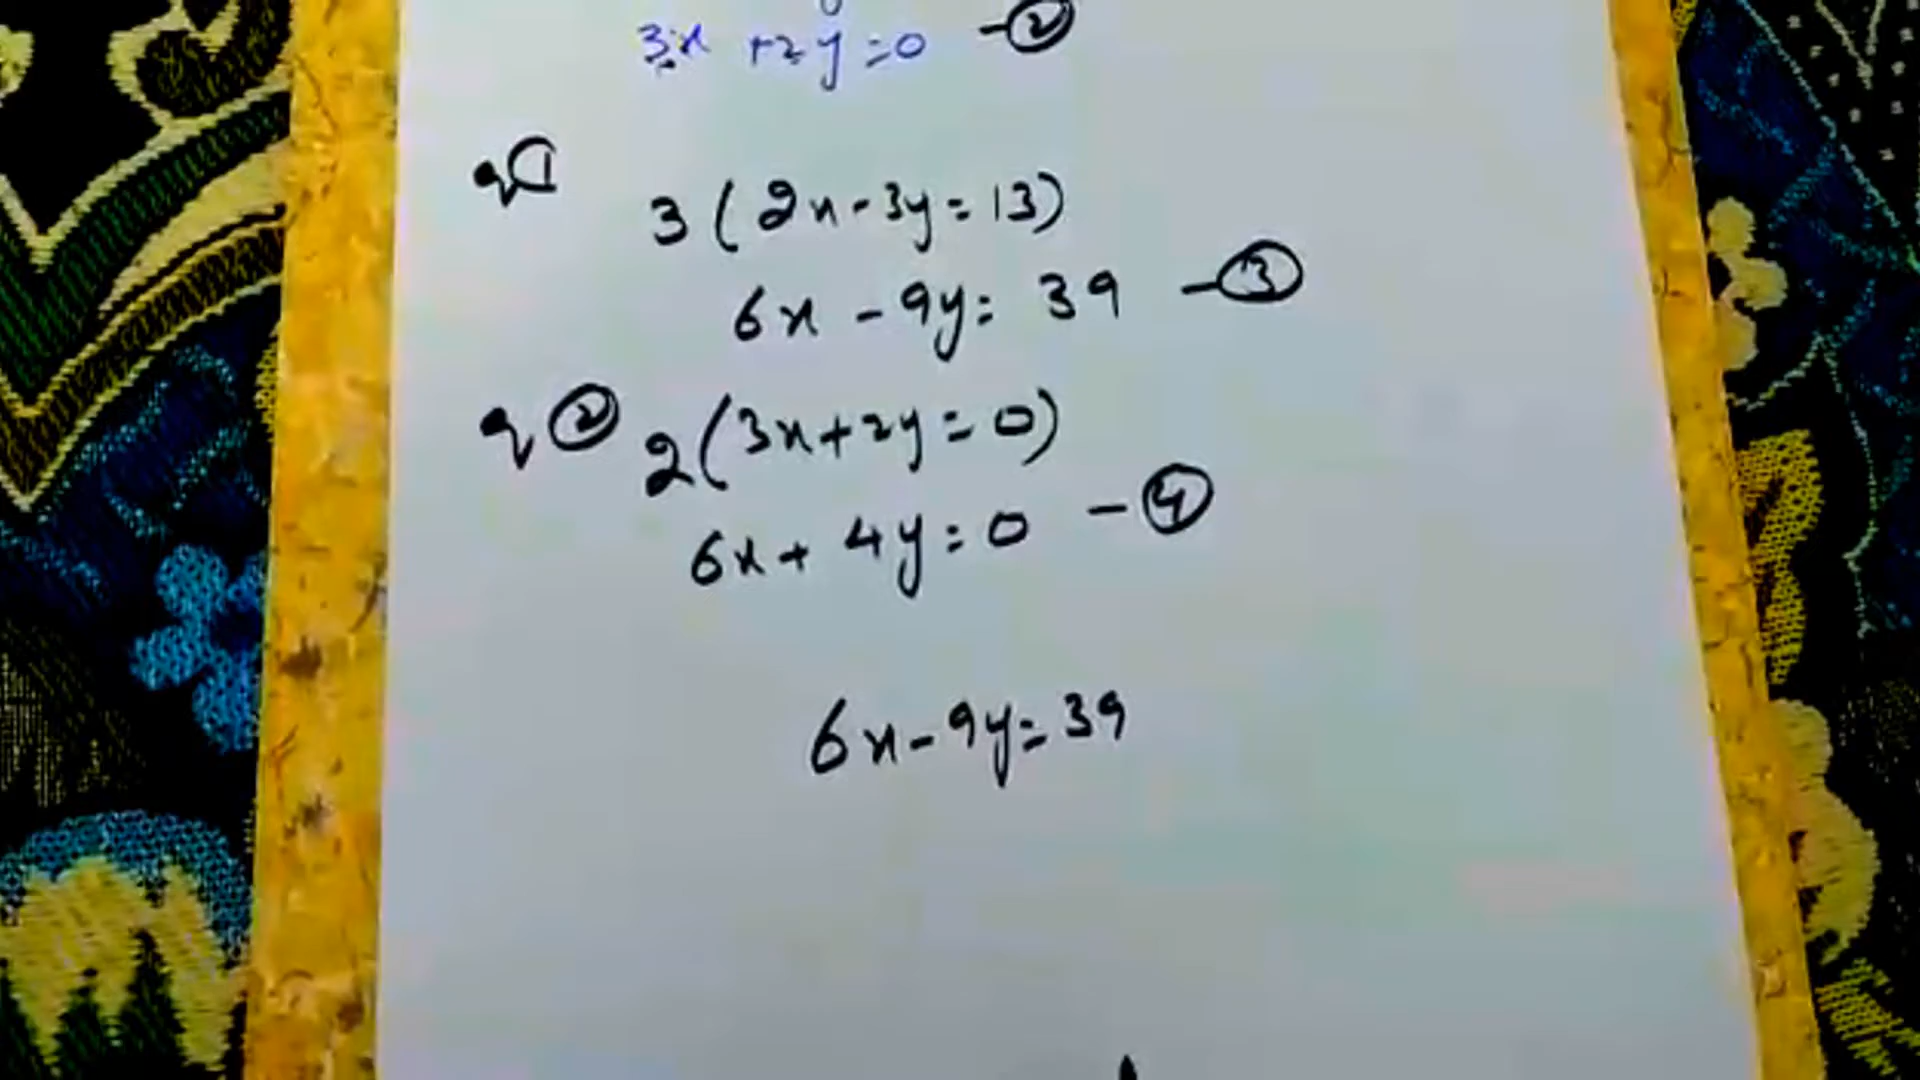 3x +2y=0 -②
①
3(2x-3y=13)
6x-9y=39 -③
② 2(3x+2y=0)
6x+4y=0 -④
6x-9y=39